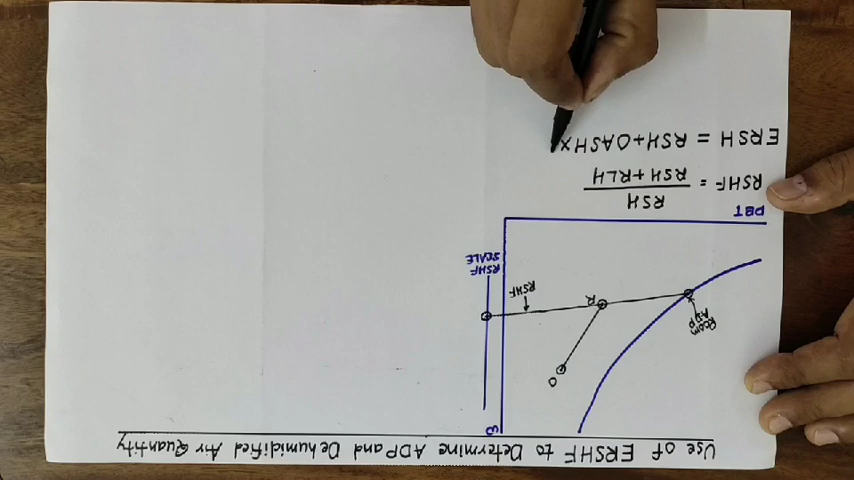 Use of ERSHF to Determine ADP and Dehumidified Air Quantity
ω
O
Room
ADP
R
RSHF
RSHF
SCALE
DBT
RSHF = RSH
RSH + RLH
ERSH = RSH + OASH X